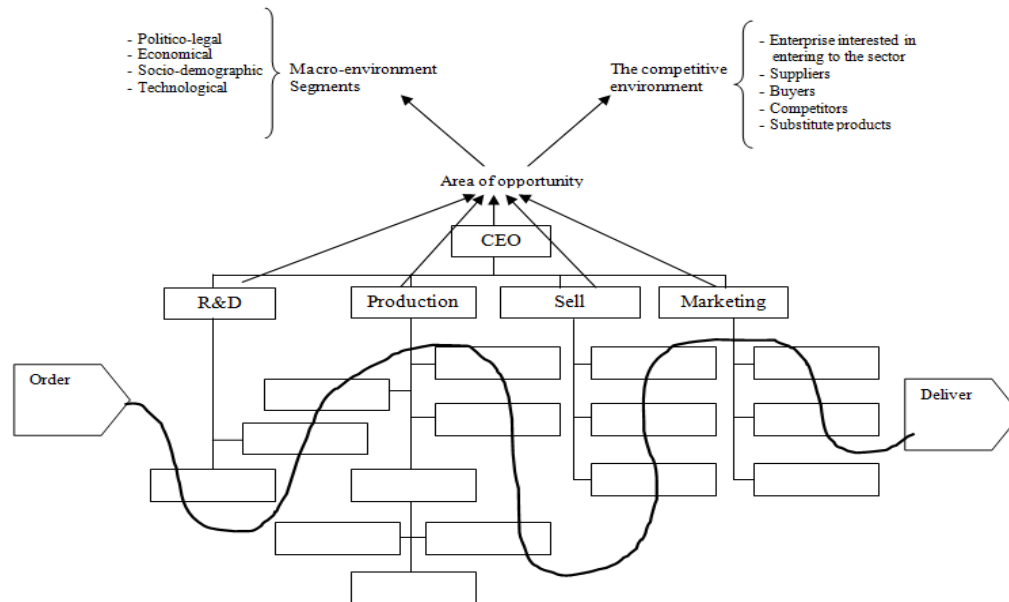 - Politico-legal
- Economical
- Socio-demographic
- Technological
Macro-environment
Segments
The competitive
environment
- Enterprise interested in
entering to the sector
- Suppliers
- Buyers
- Competitors
- Substitute products
Area of opportunity
CEO
R&D
Production
Sell
Marketing
Order
Deliver